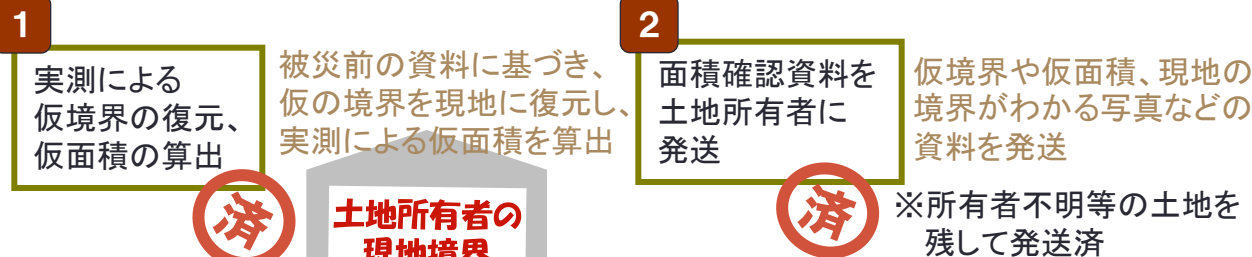 1
実測による
仮境界の復元、
仮面積の算出
済
被災前の資料に基づき、
仮の境界を現地に復元し、
実測による仮面積を算出
土地所有者の
現地境界
2
面積確認資料を
土地所有者に
発送
済
仮境界や仮面積、現地の
境界がわかる写真などの
資料を発送
※所有者不明等の土地を
残して発送済